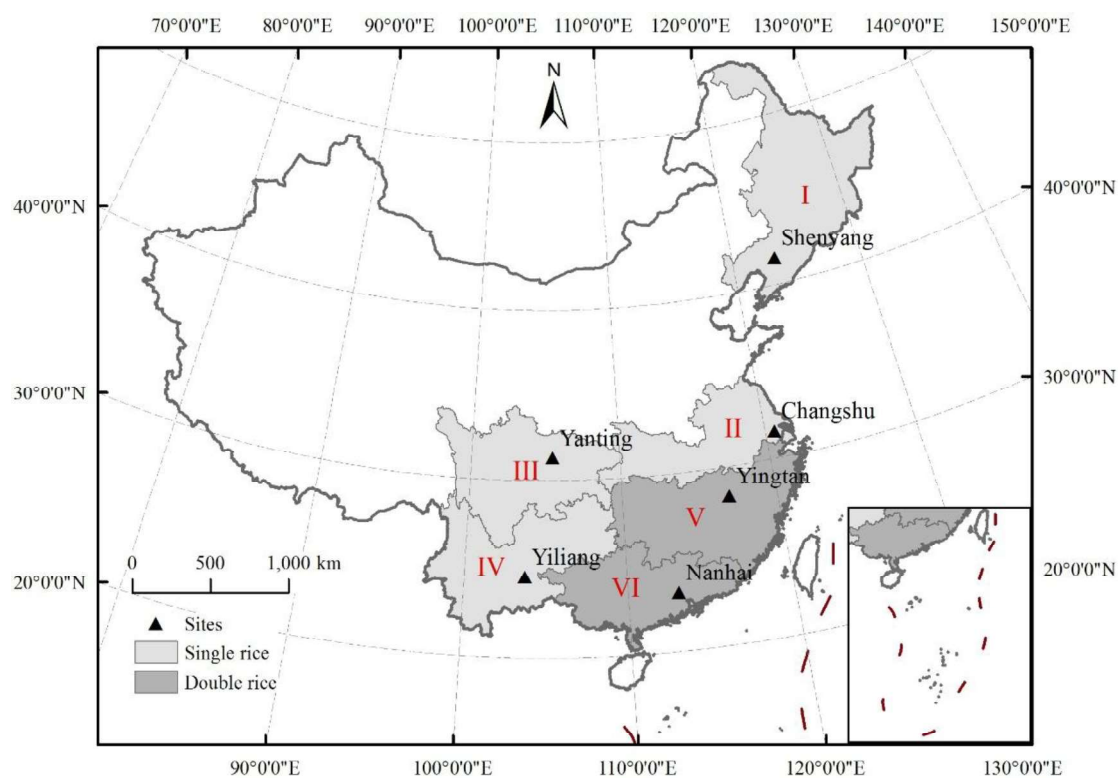 70°0'0"E 80°0'0"E 90°0'0"E 100°0'0"E 110°0'0"E 120°0'0"E 130°0'0"E 140°0'0"E 150°0'0"E
N
40°0'0"N
40°0'0"N
I
Shenyang
30°0'0"N
30°0'0"N
Changshu
II
Yanting
III
Yingtan
V
0 500 1,000 km
Yiliang
IV
Nanhai
VI
20°0'0"N
20°0'0"N
Sites
Single rice
Double rice
90°0'0"E 100°0'0"E 110°0'0"E 120°0'0"E 130°0'0"E